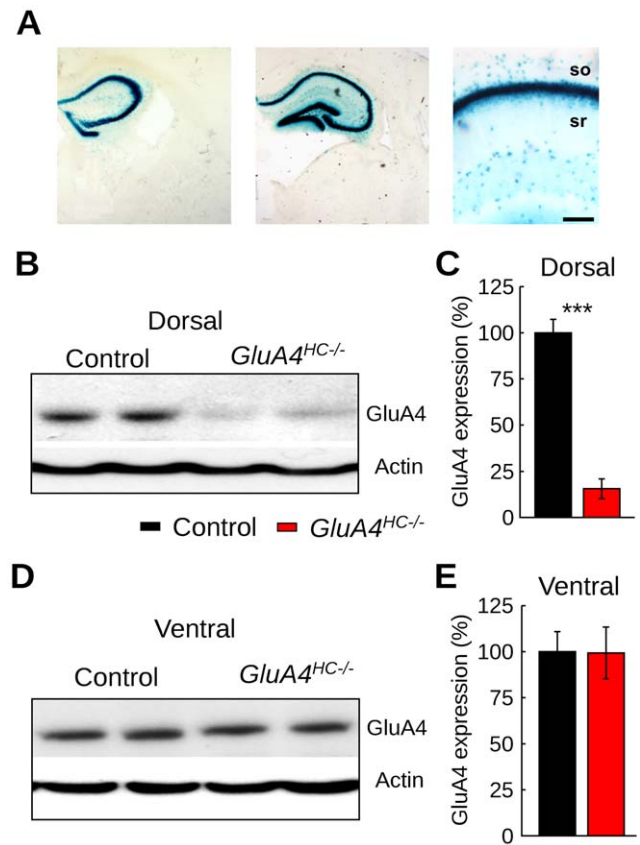 A
so
sr
B
Dorsal
Control GluA4HC-/-
GluA4
Actin
C
Dorsal
GluA4 expression (%)
125
100
75
50
25
0
***
Control GluA4HC-/-
D
Ventral
Control GluA4HC-/-
GluA4
Actin
E
Ventral
GluA4 expression (%)
125
100
75
50
25
0